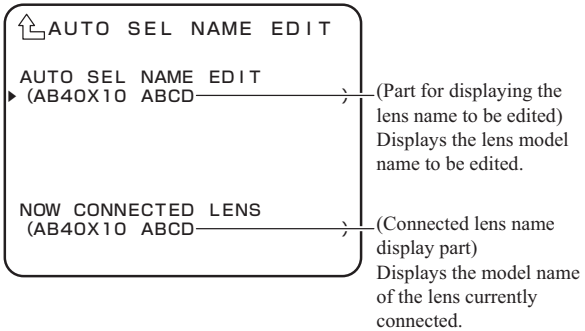 AUTO SEL NAME EDIT
AUTO SEL NAME EDIT
(AB40X10 ABCD )
(Part for displaying the
lens name to be edited)
Displays the lens model
name to be edited.
NOW CONNECTED LENS
(AB40X10 ABCD )
(Connected lens name
display part)
Displays the model name
of the lens currently
connected.